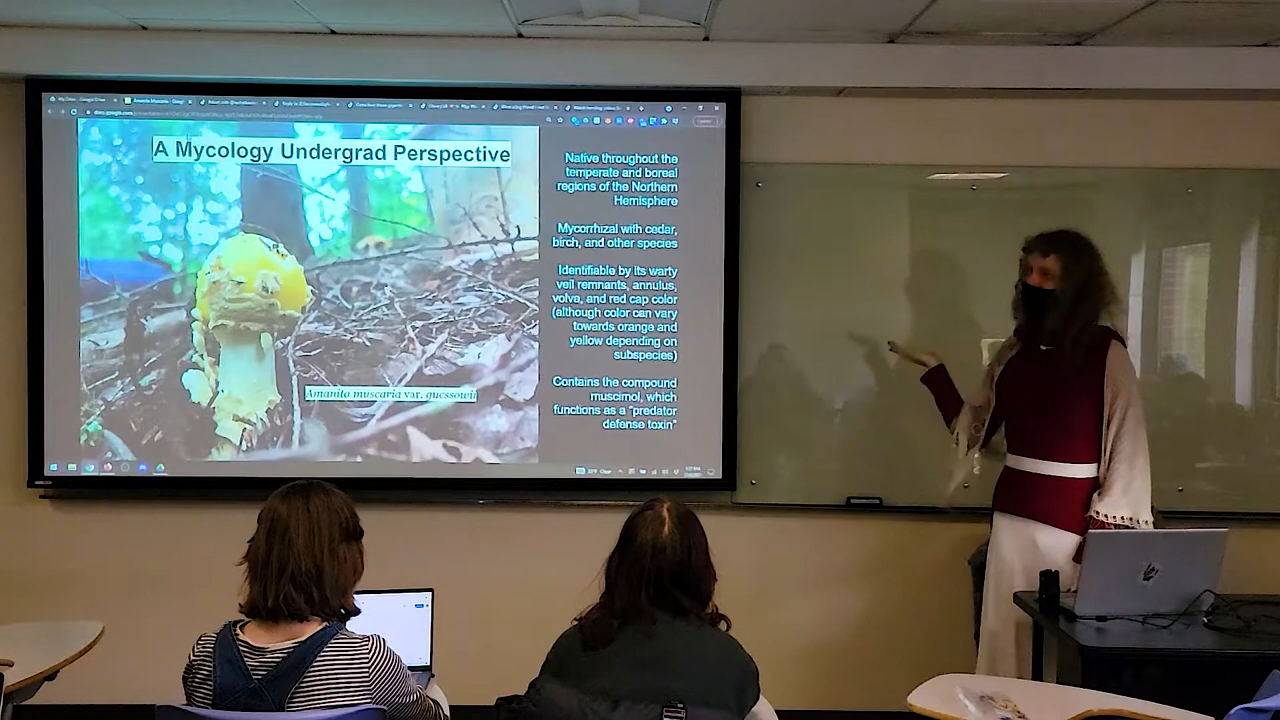 A Mycology Undergrad Perspective
Native throughout the
temperate and boreal
regions of the Northern
Hemisphere
Mycorrhizal with cedar,
birch, and other species
Identifiable by its warty
veil remnants, annulus,
volva, and red cap color
(although color can vary
towards orange and
yellow depending on
subspecies)
Contains the compound
muscimol, which
functions as a "predator
defense toxin"
Amanita muscaria var. guessowii